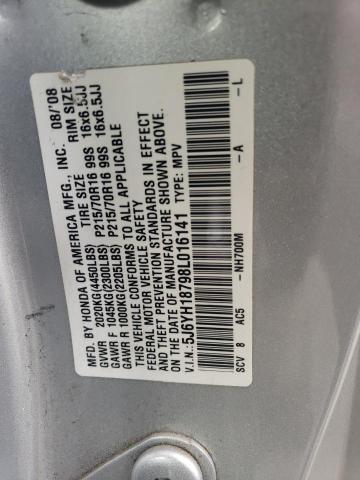 MFD. BY HONDA OF AMERICA MFG., INC. 08/'08
TIRE SIZE RIM SIZE
GVWR 2020KG(4450LBS) P215/70R16 99S 16x6.5JJ
GAWR F 1045KG(2300LBS) P215/70R16 99S 16x6.5JJ
GAWR R 1000KG(2205LBS)
THIS VEHICLE CONFORMS TO ALL APPLICABLE
FEDERAL MOTOR VEHICLE SAFETY
AND THEFT PREVENTION STANDARDS IN EFFECT
ON THE DATE OF MANUFACTURE SHOWN ABOVE.
V.I.N.:5J6YH18798L016141 TYPE: MPV
SCV 8 AC5 -NH700M -A -L